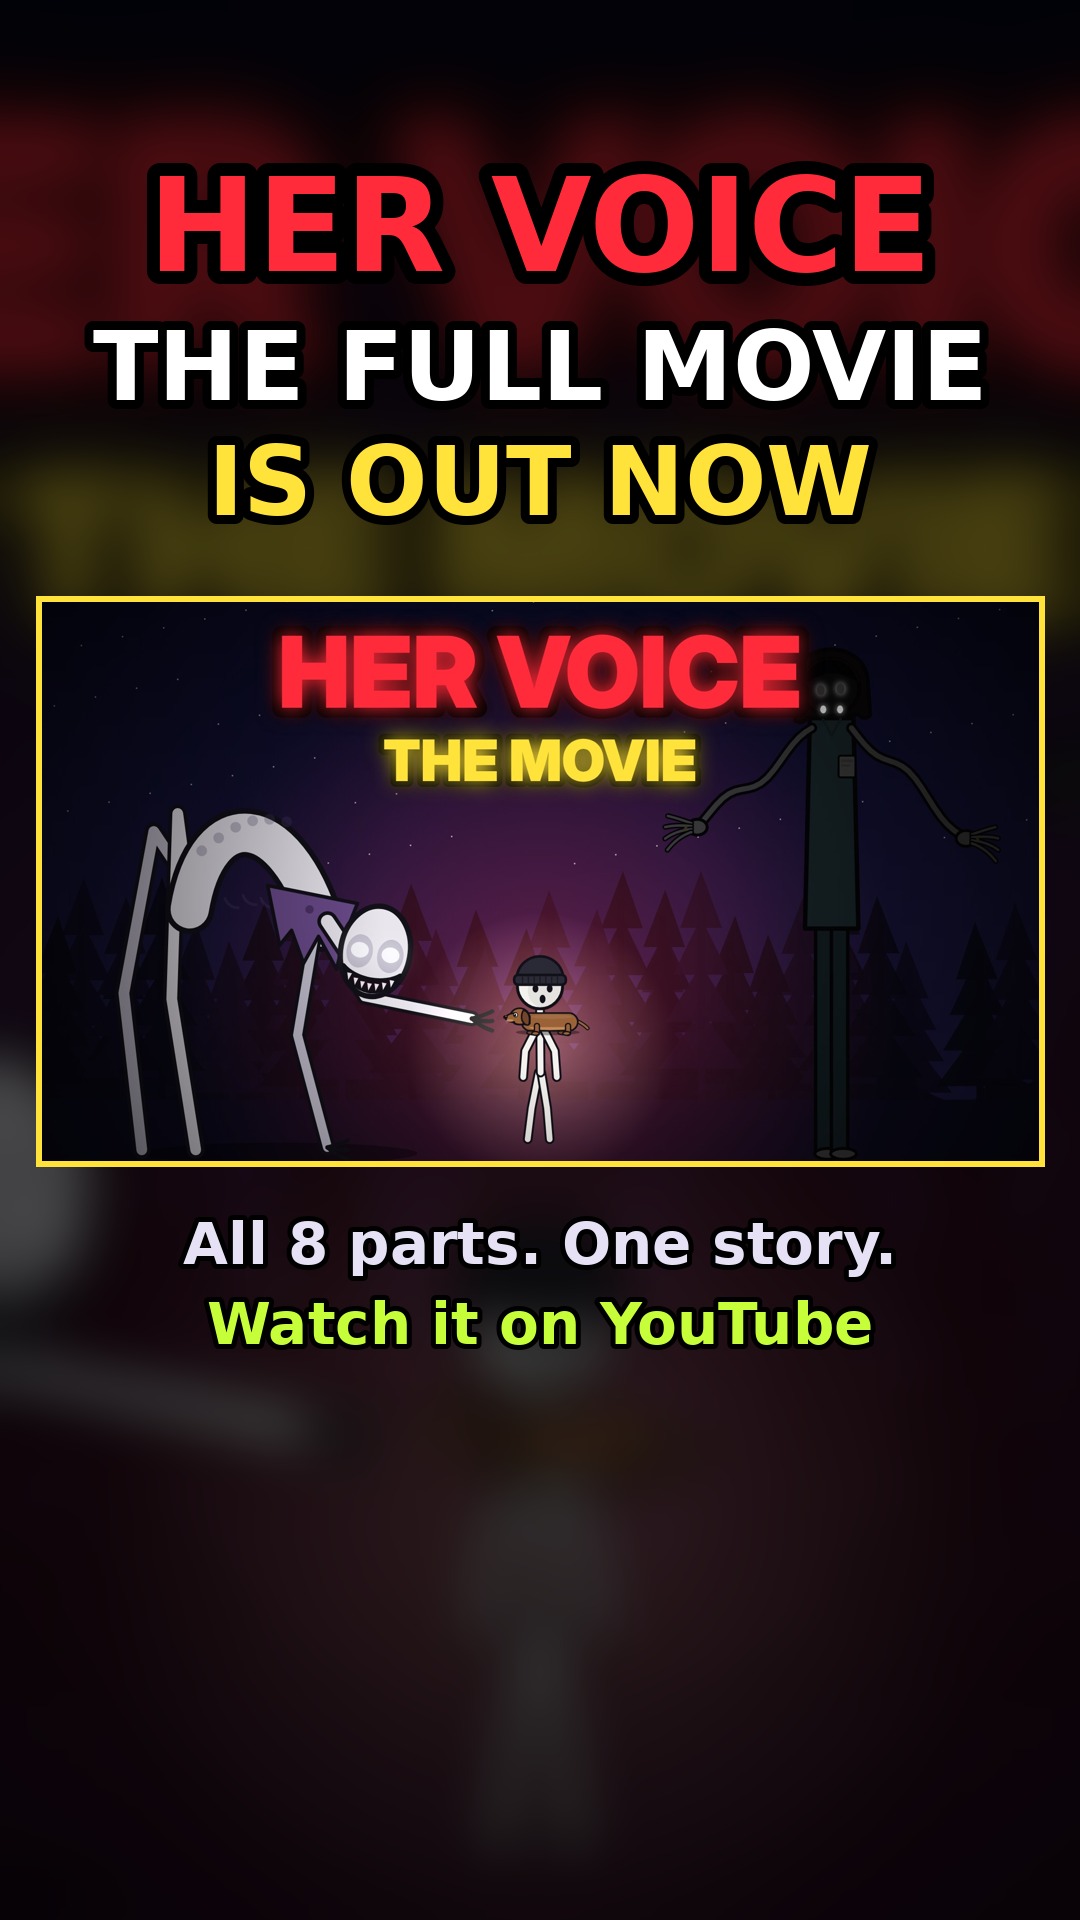 HER VOICE
THE FULL MOVIE
IS OUT NOW
HER VOICE
THE MOVIE
All 8 parts. One story.
Watch it on YouTube